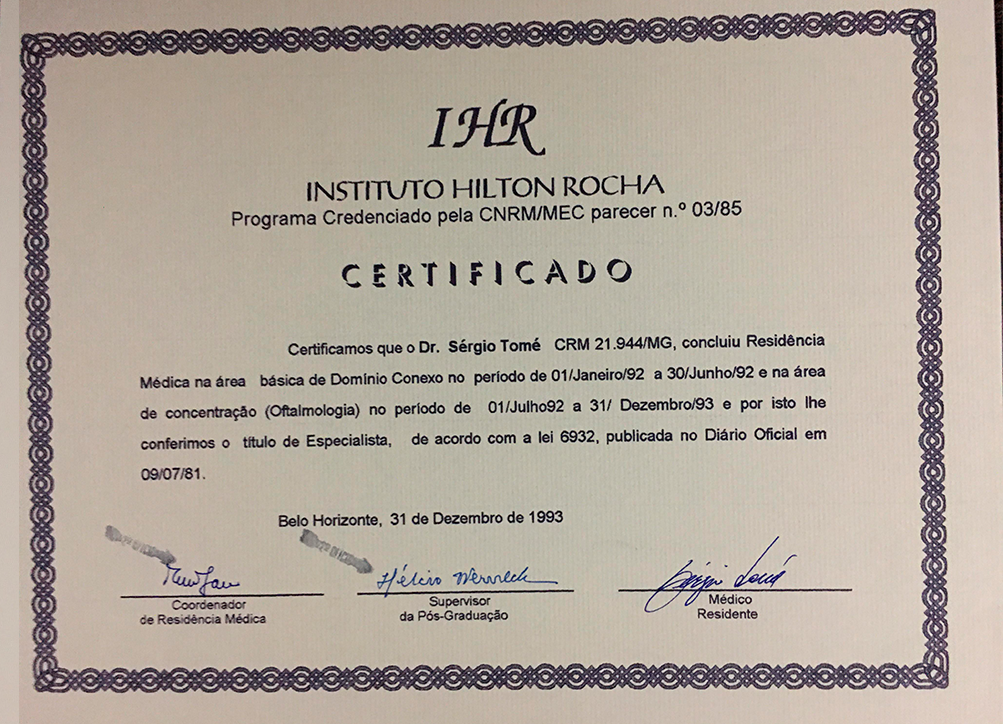 IHR
INSTITUTO HILTON ROCHA
Programa Credenciado pela CNRM/MEC parecer n.º 03/85
CERTIFICADO
Certificamos que o Dr. Sérgio Tomé CRM 21.944/MG, concluiu Residência
Médica na área básica de Domínio Conexo no período de 01/Janeiro/92 a 30/Junho/92 e na área
de concentração (Oftalmologia) no período de 01/Julho92 a 31/ Dezembro/93 e por isto lhe
conferimos o título de Especialista, de acordo com a lei 6932, publicada no Diário Oficial em
09/07/81.
Belo Horizonte, 31 de Dezembro de 1993
Hélcio Werneck
Coordenador
de Residência Médica
Supervisor
da Pós-Graduação
Médico
Residente